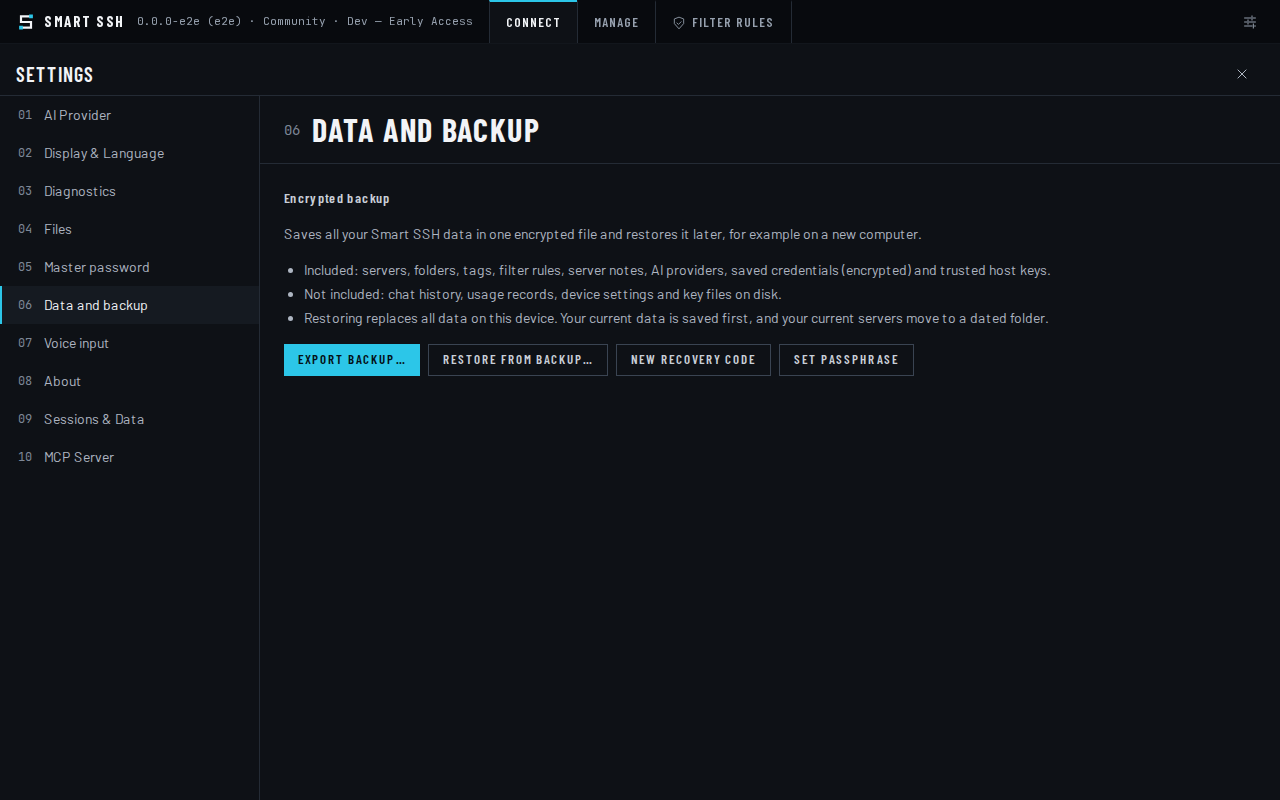 SMART SSH 0.0.0-e2e (e2e) · Community · Dev — Early Access CONNECT MANAGE FILTER RULES
SETTINGS
01 AI Provider
02 Display & Language
03 Diagnostics
04 Files
05 Master password
06 Data and backup
07 Voice input
08 About
09 Sessions & Data
10 MCP Server
06 DATA AND BACKUP
Encrypted backup
Saves all your Smart SSH data in one encrypted file and restores it later, for example on a new computer.
• Included: servers, folders, tags, filter rules, server notes, AI providers, saved credentials (encrypted) and trusted host keys.
• Not included: chat history, usage records, device settings and key files on disk.
• Restoring replaces all data on this device. Your current data is saved first, and your current servers move to a dated folder.
EXPORT BACKUP… RESTORE FROM BACKUP… NEW RECOVERY CODE SET PASSPHRASE